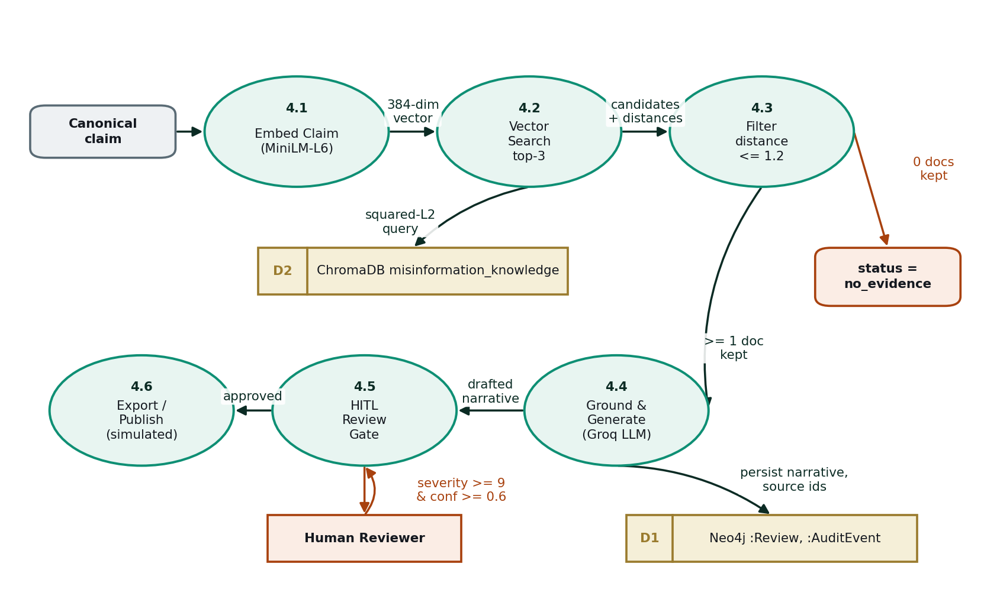 Canonical
claim
4.1
Embed Claim
(MiniLM-L6)
384-dim
vector
4.2
Vector
Search
top-3
candidates
+ distances
4.3
Filter
distance
<= 1.2
0 docs
kept
squared-L2
query
D2
ChromaDB misinformation_knowledge
status =
no_evidence
>= 1 doc
kept
4.6
Export /
Publish
(simulated)
approved
4.5
HITL
Review
Gate
drafted
narrative
4.4
Ground &
Generate
(Groq LLM)
severity >= 9
& conf >= 0.6
persist narrative,
source ids
Human Reviewer
D1
Neo4j :Review, :AuditEvent